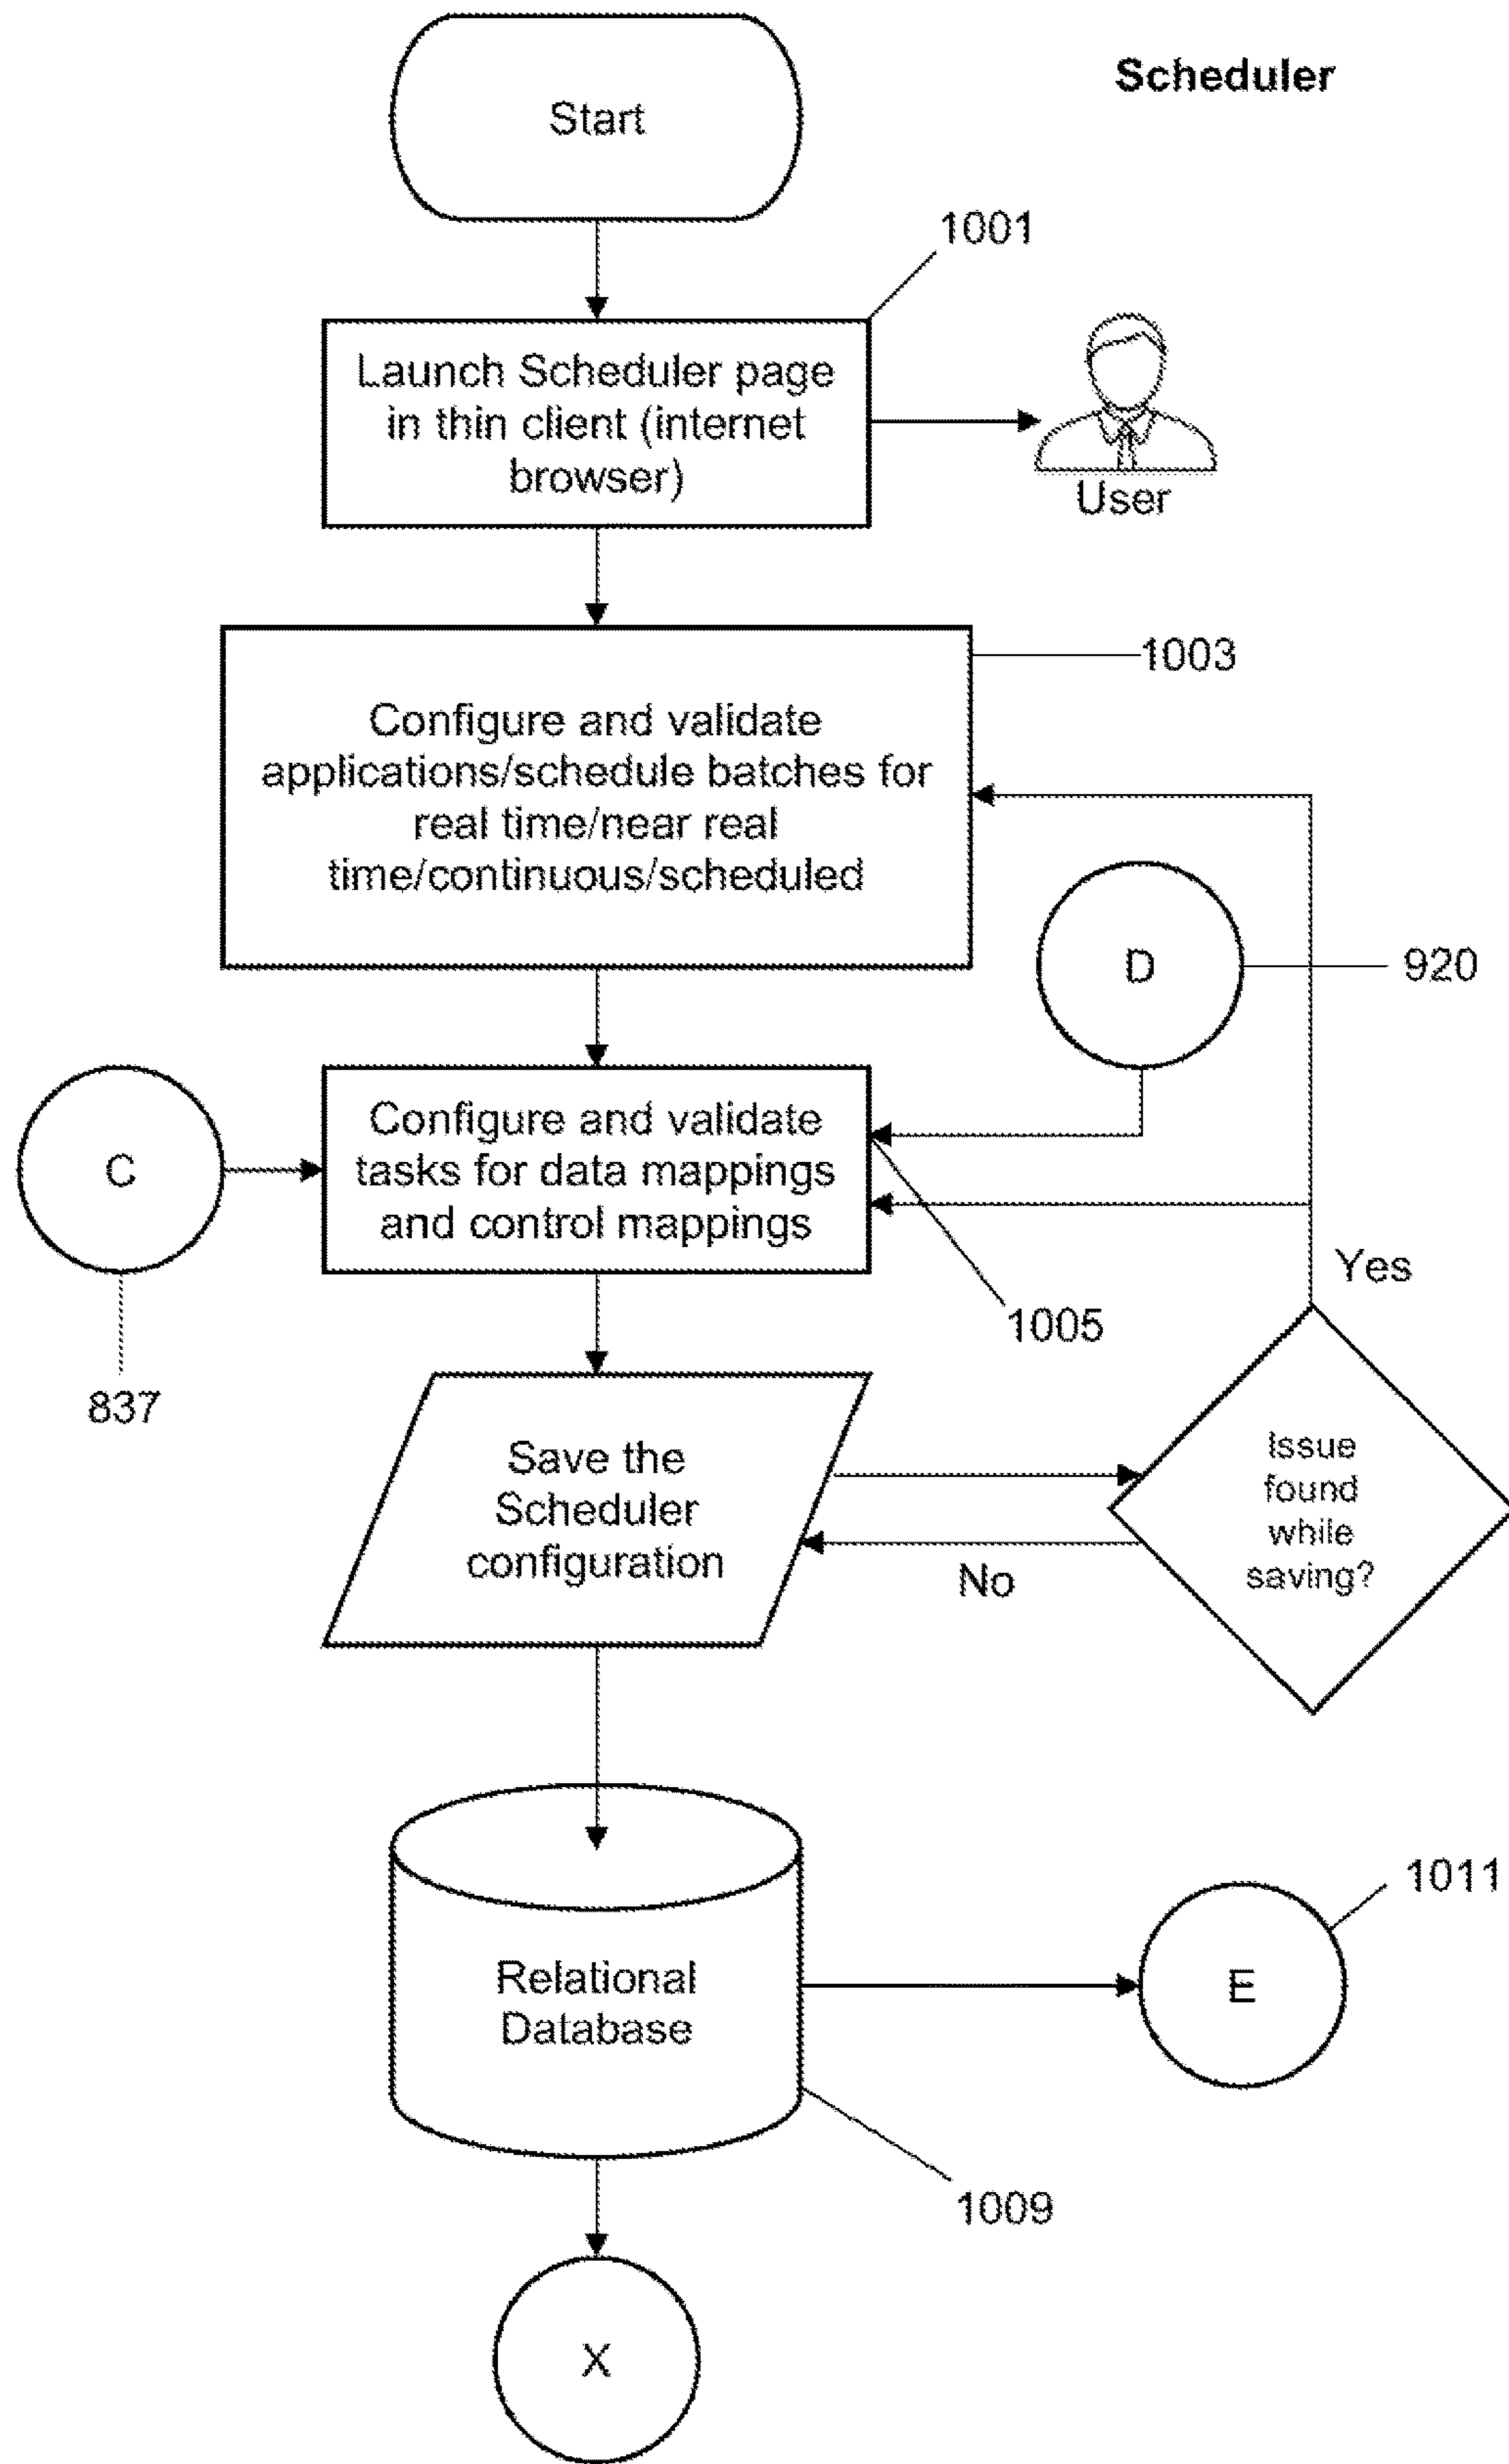 Scheduler
Start
1001
Launch Scheduler page
in thin client (internet
browser)
User
1003
Configure and validate
applications/schedule batches for
real time/near real
time/continuous/scheduled
D
920
C
Configure and validate
tasks for data mappings
and control mappings
837
1005
Yes
Save the
Scheduler
configuration
Issue
found
while
saving?
No
Relational
Database
1011
E
1009
X